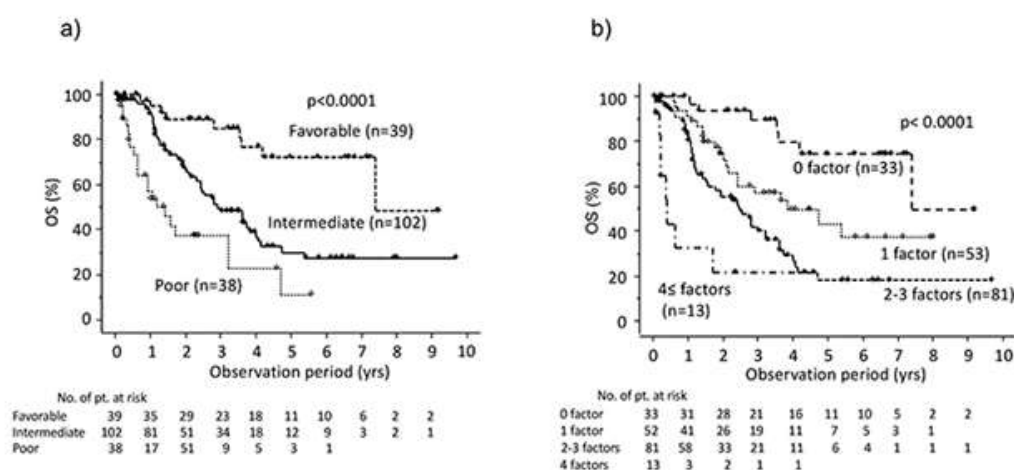 a)
100
80
60
40
20
0
OS (%)
p<0.0001
Favorable (n=39)
Intermediate (n=102)
Poor (n=38)
0 1 2 3 4 5 6 7 8 9 10
Observation period (yrs)
No. of pt. at risk
Favorable 39 35 29 23 18 11 10 6 2 2
Intermediate 102 81 51 34 18 12 9 3 2 1
Poor 38 17 51 9 5 3 1
b)
100
80
60
40
20
0
OS (%)
p< 0.0001
0 factor (n=33)
1 factor (n=53)
2-3 factors (n=81)
4≤ factors
(n=13)
0 1 2 3 4 5 6 7 8 9 10
Observation period (yrs)
No. of pt. at risk
0 factor 33 31 28 21 16 11 10 5 2 2
1 factor 52 41 26 19 11 7 5 3 1
2-3 factors 81 58 33 21 11 6 4 1 1 1
4 factors 13 3 2 1 1